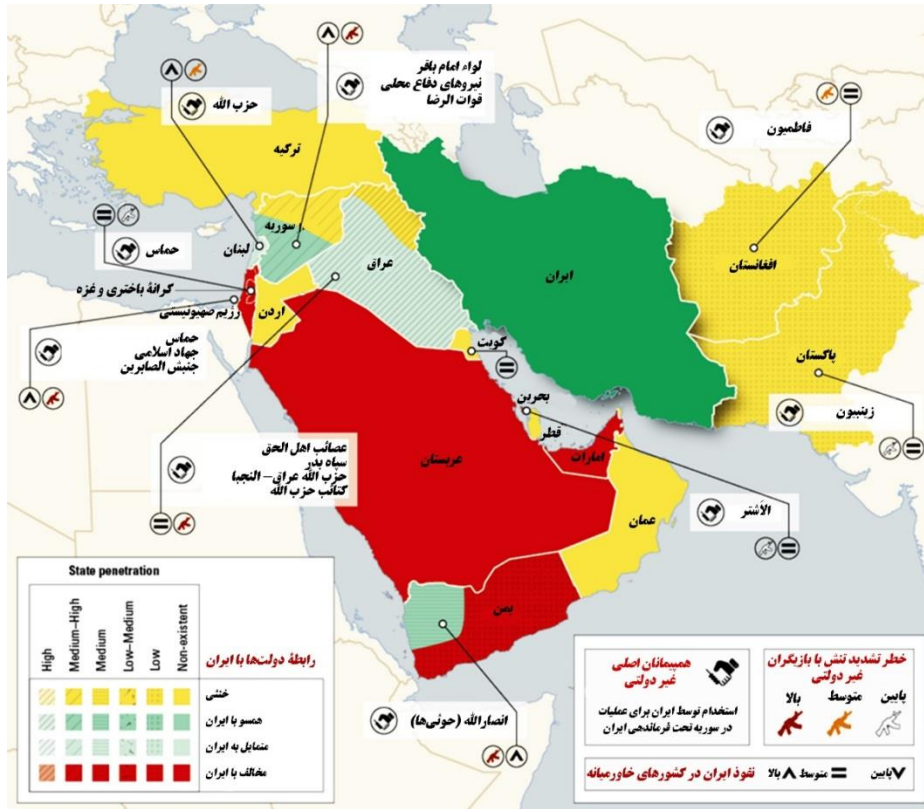 لواء امام باقر
نیروهای دفاع محلی
قوات الرضا
حزب الله
فاطمیون
ترکیه
سوریه
لبنان
عراق
ایران
افغانستان
حماس
کرانهٔ باختری و غزه
رژیم صهیونیستی
اردن
کویت
پاکستان
حماس
جهاد اسلامی
جنبش الصابرین
بحرین
قطر
زینبیون
امارات
عربستان
عصائب اهل الحق
سپاه بدر
حزب الله عراق- النجبا
کتائب حزب الله
عمان
الأشتر
یمن
انصارالله (حوثی‌ها)
State penetration
High
Medium–High
Medium
Low–Medium
Low
Non-existent
رابطهٔ دولت‌ها با ایران
خنثی
همسو با ایران
متمایل به ایران
مخالف با ایران
همپیمانان اصلی
غیر دولتی
استخدام توسط ایران برای عملیات
در سوریه تحت فرماندهی ایران
خطر تشدید تنش با بازیگران
غیر دولتی
پایین
متوسط
بالا
نفوذ ایران در کشورهای خاورمیانه
بالا
متوسط
پایین